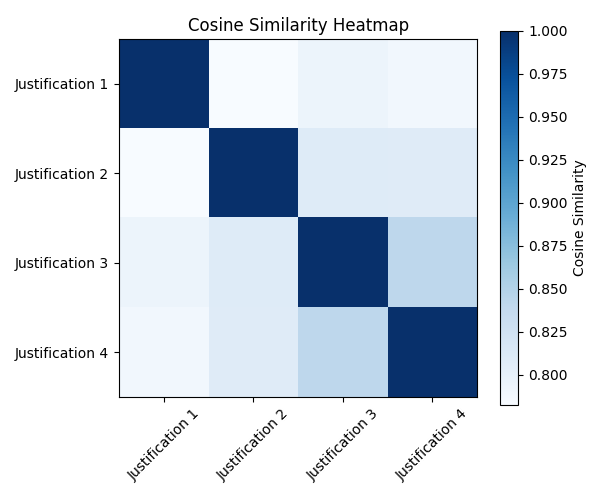 Cosine Similarity Heatmap
Justification 1
Justification 2
Justification 3
Justification 4
Justification 1
Justification 2
Justification 3
Justification 4
1.000
0.975
0.950
0.925
0.900
0.875
0.850
0.825
0.800
Cosine Similarity